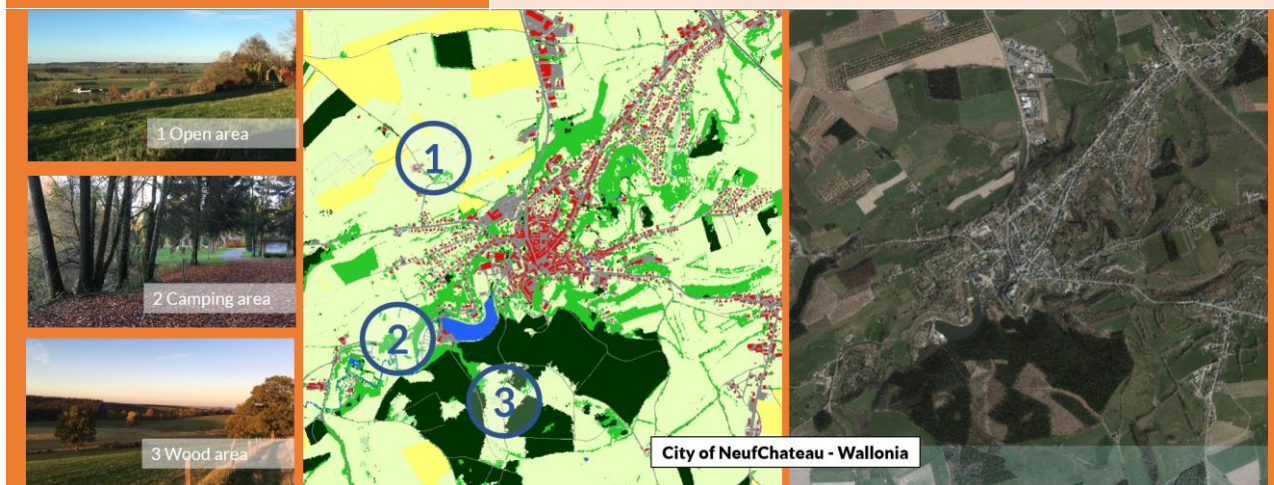 1 Open area
2 Camping area
3 Wood area
1
2
3
City of NeufChateau - Wallonia